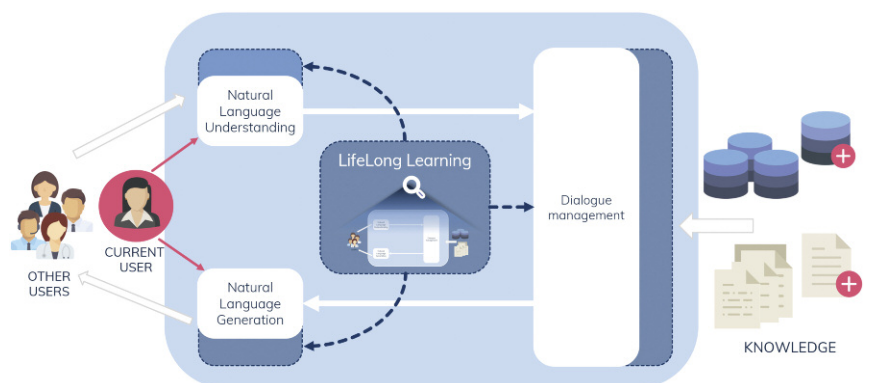 Natural
Language
Understanding
LifeLong Learning
Dialogue
management
CURRENT
USER
OTHER
USERS
Natural
Language
Generation
KNOWLEDGE